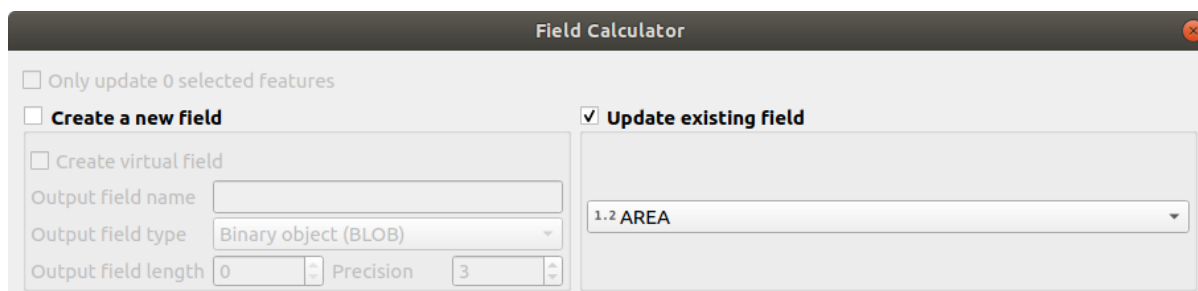 Field Calculator
Only update 0 selected features
Create a new field
Create virtual field
Output field name
Output field type Binary object (BLOB)
Output field length 0 Precision 3
Update existing field
1.2 AREA